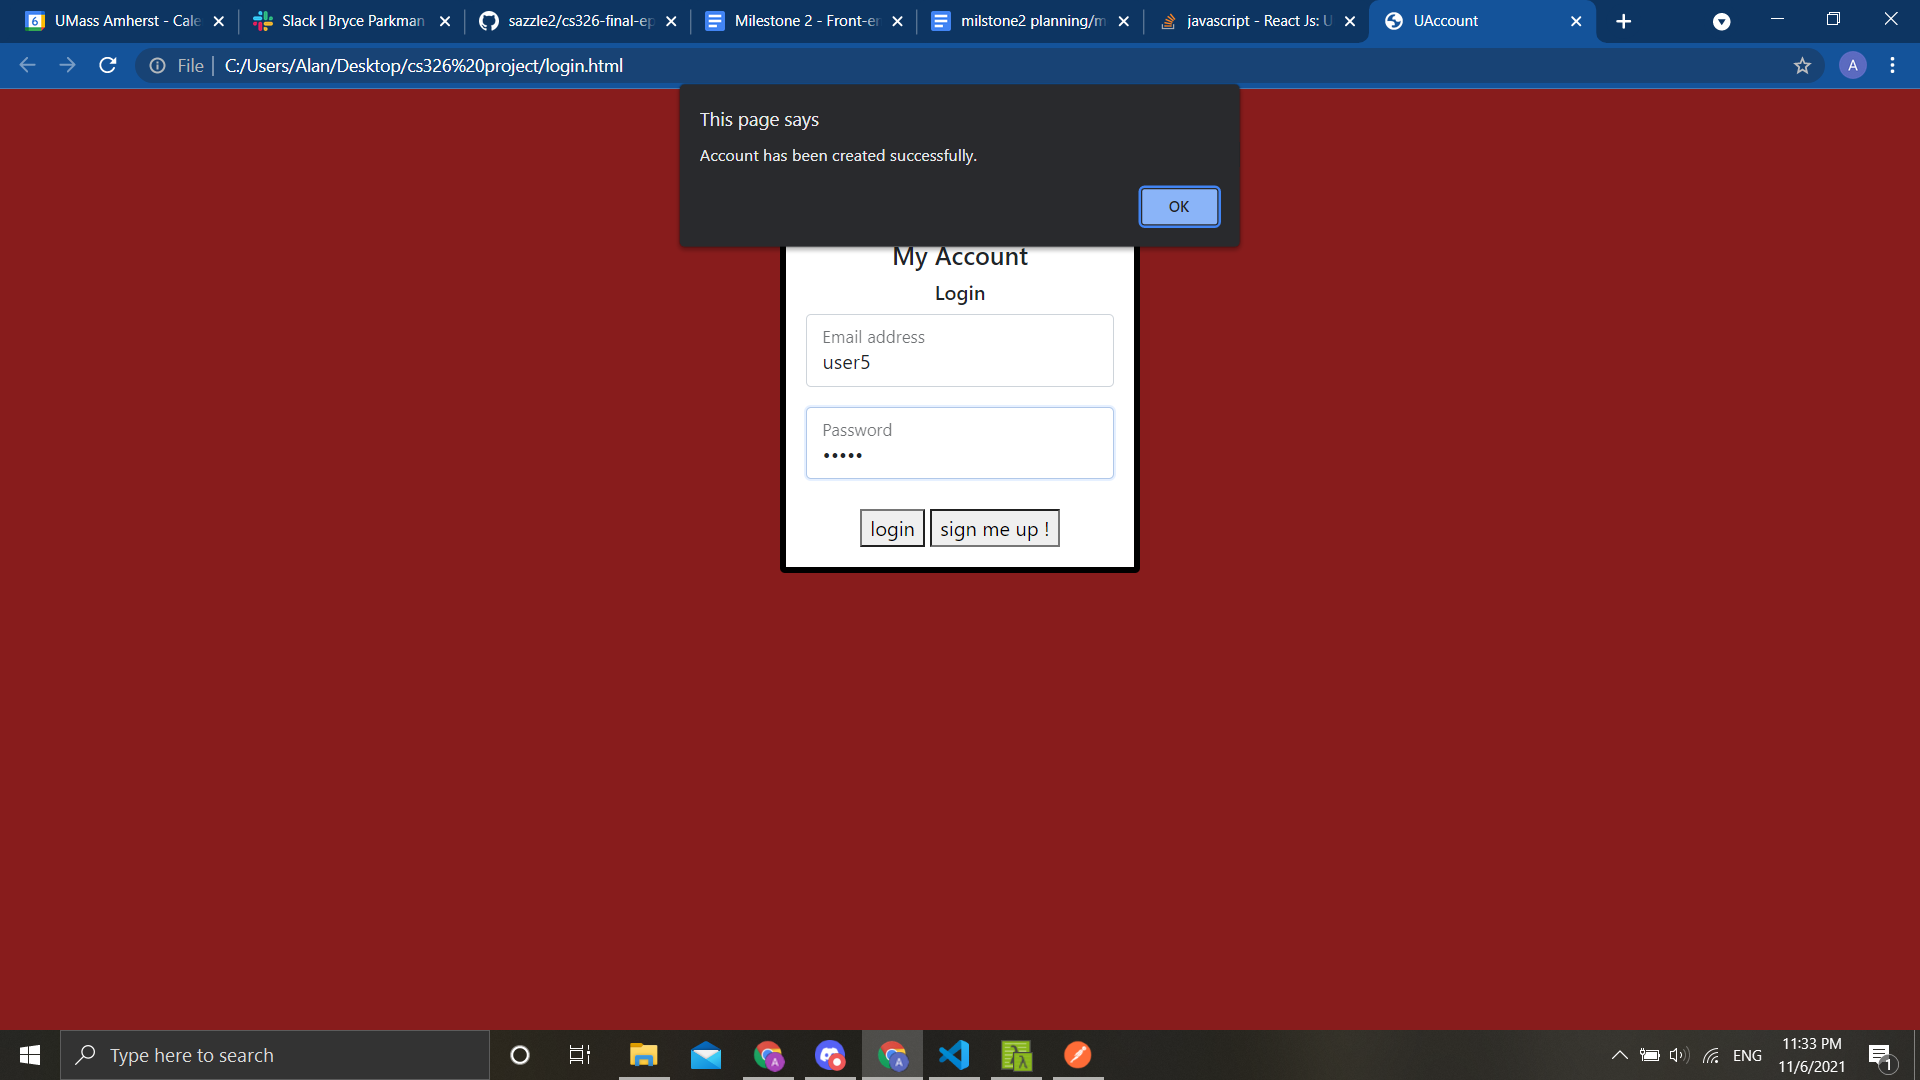 UMass Amherst - Cale
Slack | Bryce Parkman
sazzle2/cs326-final-ep
Milestone 2 - Front-er
milstone2 planning/m
javascript - React Js: U
UAccount
File
C:/Users/Alan/Desktop/cs326%20project/login.html
A
This page says
Account has been created successfully.
OK
My Account
Login
Email address
user5
Password
•••••
login
sign me up !
Type here to search
ENG
11:33 PM
11/6/2021
1